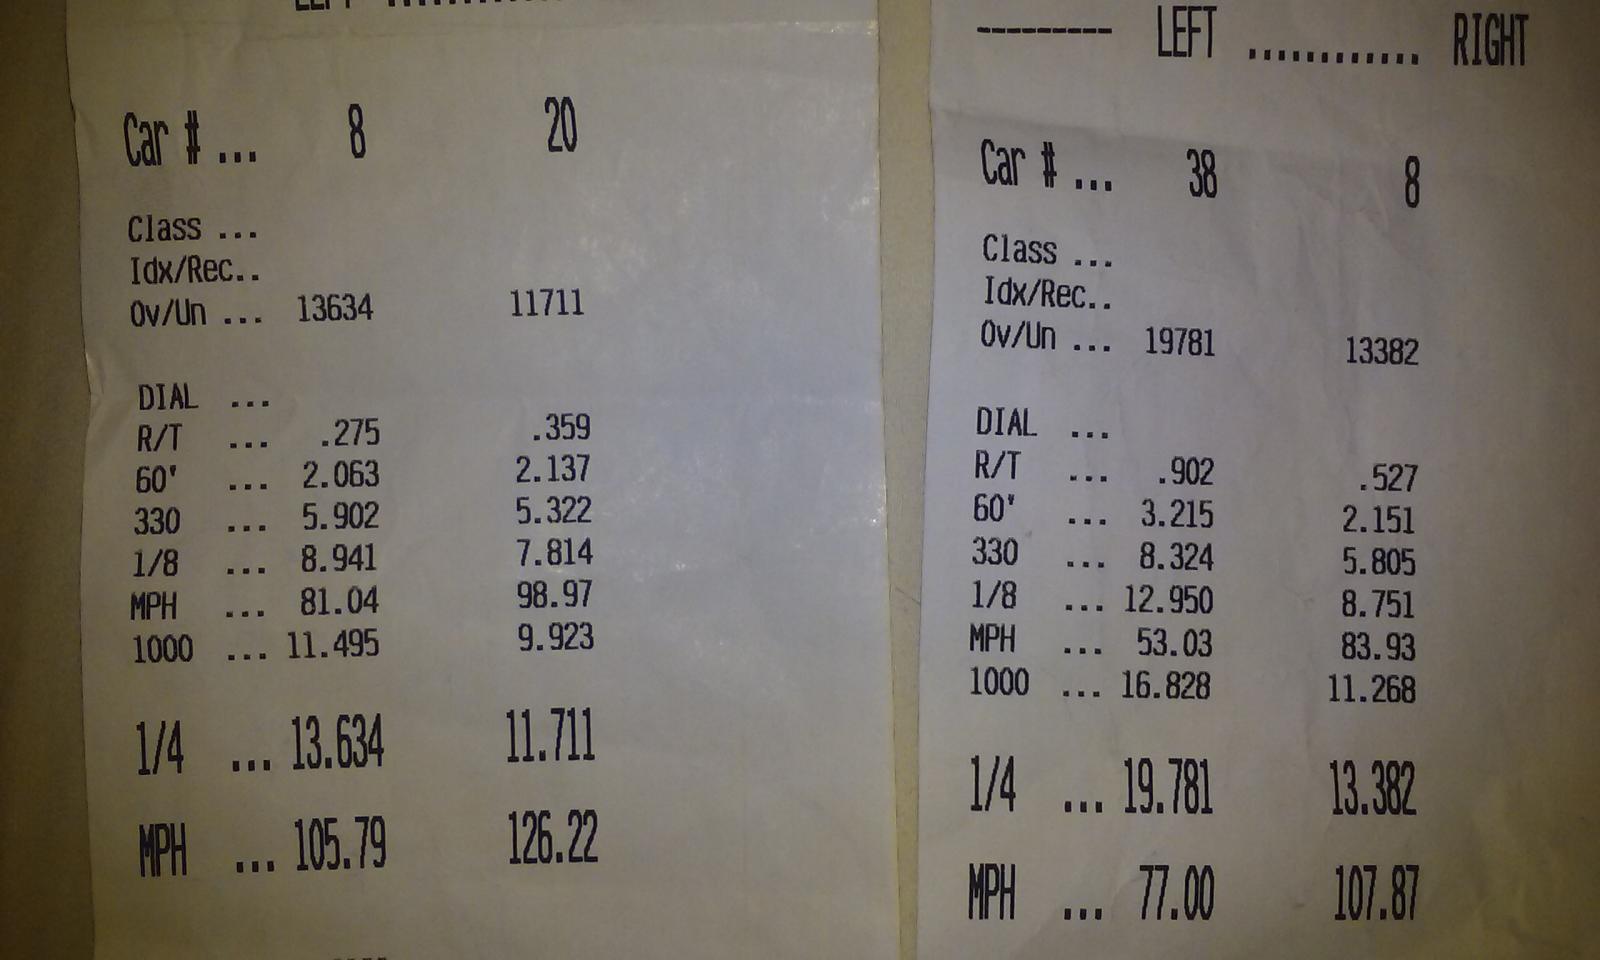 LEFT ............
Car # ... 8 20
Class ...
Idx/Rec..
Ov/Un ... 13634 11711
DIAL ...
R/T ... .275 .359
60' ... 2.063 2.137
330 ... 5.902 5.322
1/8 ... 8.941 7.814
MPH ... 81.04 98.97
1000 ... 11.495 9.923
1/4 ... 13.634 11.711
MPH ... 105.79 126.22
--------- LEFT ............ RIGHT
Car # ... 38 8
Class ...
Idx/Rec..
Ov/Un ... 19781 13382
DIAL ...
R/T ... .902 .527
60' ... 3.215 2.151
330 ... 8.324 5.805
1/8 ... 12.950 8.751
MPH ... 53.03 83.93
1000 ... 16.828 11.268
1/4 ... 19.781 13.382
MPH ... 77.00 107.87